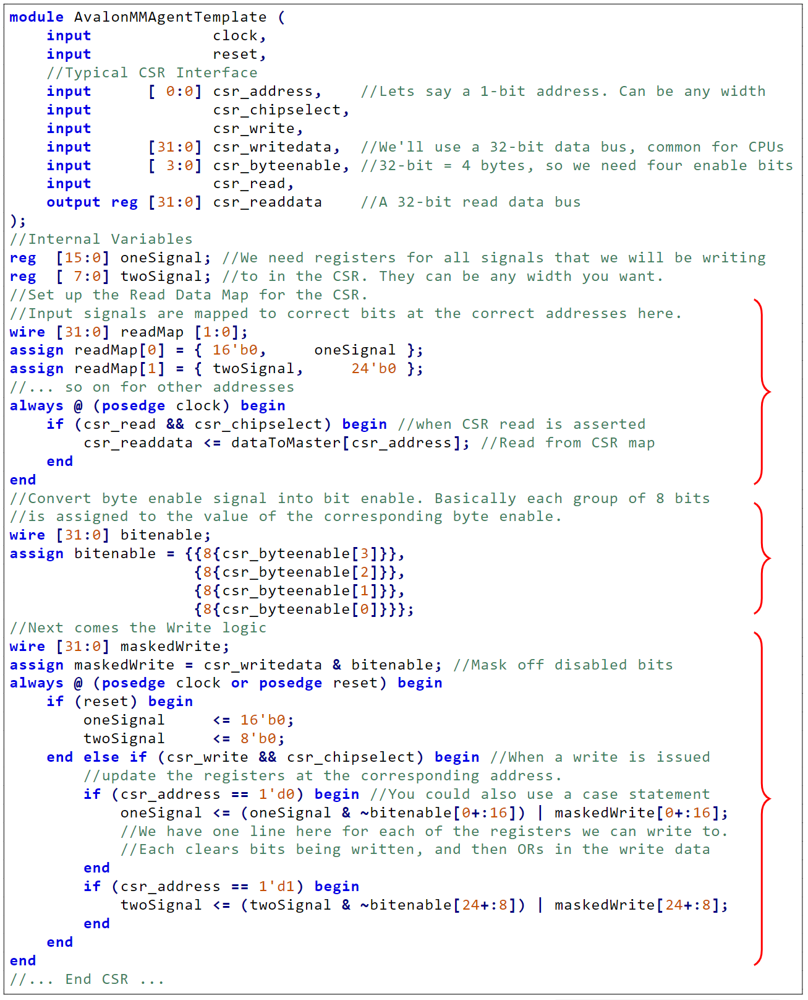 module AvalonMMAgentTemplate (
    input             clock,
    input             reset,
    //Typical CSR Interface
    input      [ 0:0] csr_address,    //Lets say a 1-bit address. Can be any width
    input             csr_chipselect,
    input             csr_write,
    input      [31:0] csr_writedata,  //We'll use a 32-bit data bus, common for CPUs
    input      [ 3:0] csr_byteenable, //32-bit = 4 bytes, so we need four enable bits
    input             csr_read,
    output reg [31:0] csr_readdata    //A 32-bit read data bus
);
//Internal Variables
reg  [15:0] oneSignal; //We need registers for all signals that we will be writing
reg  [ 7:0] twoSignal; //to in the CSR. They can be any width you want.
//Set up the Read Data Map for the CSR.
//Input signals are mapped to correct bits at the correct addresses here.
wire [31:0] readMap [1:0];
assign readMap[0] = { 16'b0,     oneSignal };
assign readMap[1] = { twoSignal,     24'b0 };
//... so on for other addresses
always @ (posedge clock) begin
    if (csr_read && csr_chipselect) begin //when CSR read is asserted
        csr_readdata <= dataToMaster[csr_address]; //Read from CSR map
    end
end
//Convert byte enable signal into bit enable. Basically each group of 8 bits
//is assigned to the value of the corresponding byte enable.
wire [31:0] bitenable;
assign bitenable = {{8{csr_byteenable[3]}},
                    {8{csr_byteenable[2]}},
                    {8{csr_byteenable[1]}},
                    {8{csr_byteenable[0]}}};
//Next comes the Write logic
wire [31:0] maskedWrite;
assign maskedWrite = csr_writedata & bitenable; //Mask off disabled bits
always @ (posedge clock or posedge reset) begin
    if (reset) begin
        oneSignal     <= 16'b0;
        twoSignal     <= 8'b0;
    end else if (csr_write && csr_chipselect) begin //When a write is issued
        //update the registers at the corresponding address.
        if (csr_address == 1'd0) begin //You could also use a case statement
            oneSignal <= (oneSignal & ~bitenable[0+:16]) | maskedWrite[0+:16];
            //We have one line here for each of the registers we can write to.
            //Each clears bits being written, and then ORs in the write data
        end
        if (csr_address == 1'd1) begin
            twoSignal <= (twoSignal & ~bitenable[24+:8]) | maskedWrite[24+:8];
        end
    end
end
//... End CSR ...